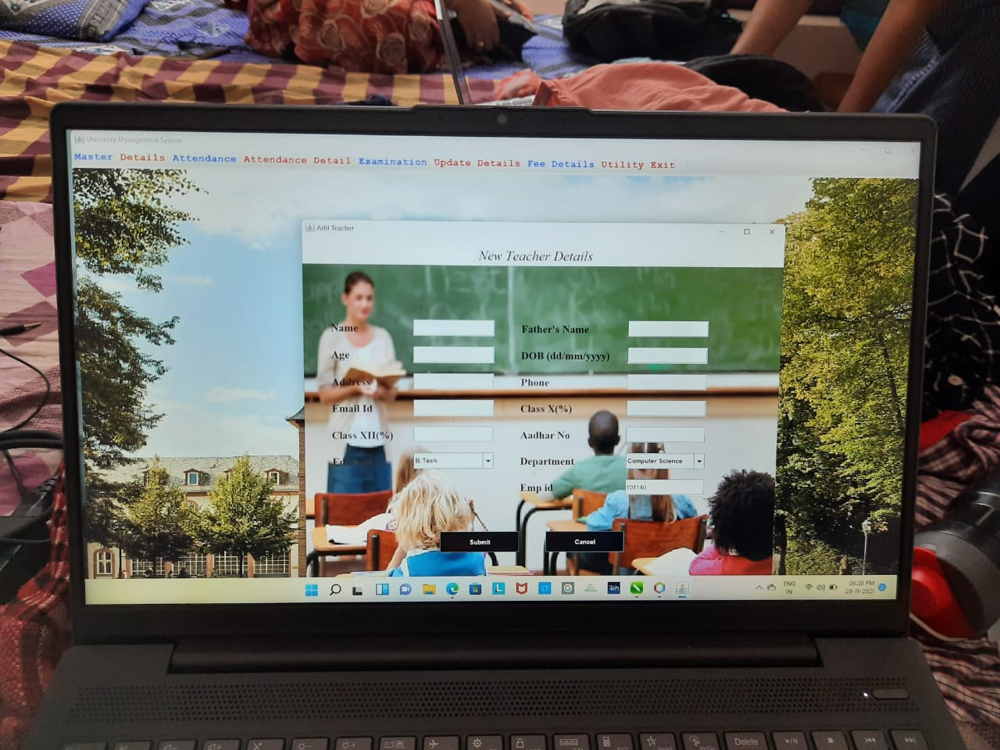 University Management System
Master Details Attendance Attendance Detail Examination Update Details Fee Details Utility Exit
Add Teacher
New Teacher Details
Name Father's Name
Age DOB (dd/mm/yyyy)
Address Phone
Email Id Class X(%)
Class XII(%) Aadhar No
B.Tech Department Computer Science
Emp id 101140
Submit Cancel
ENG
IN
06:38 PM
28-11-2021
2
Delete